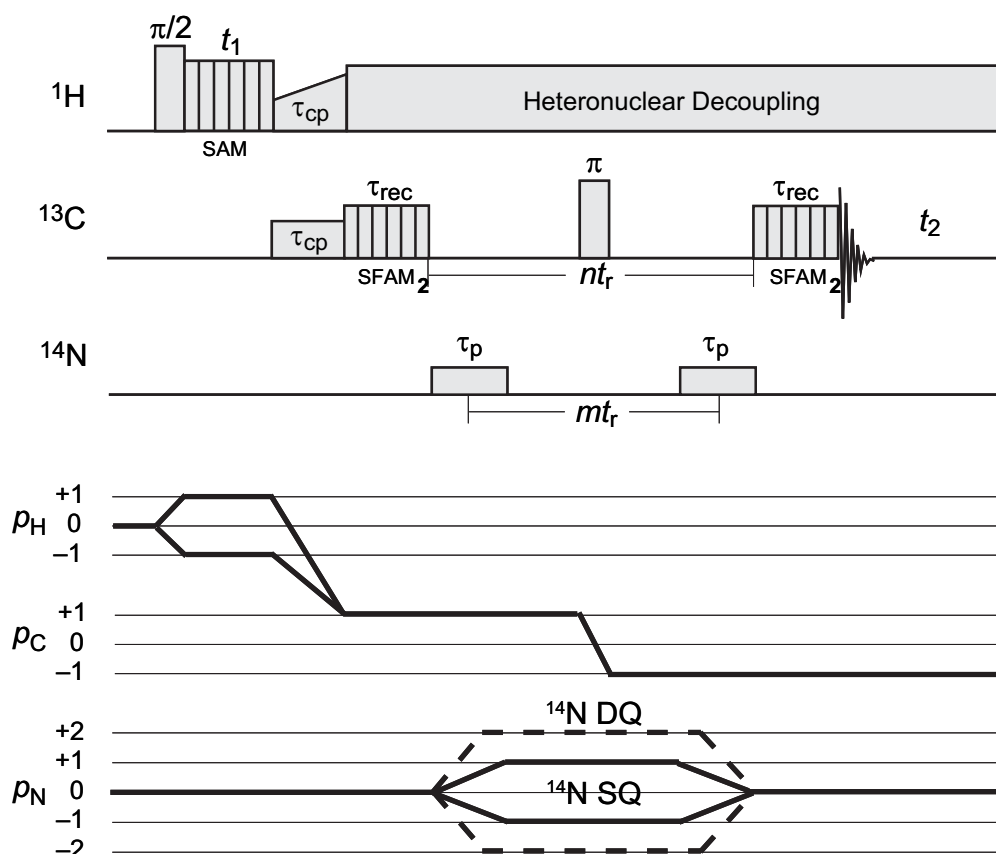 π/2
t1
¹H
τcp
Heteronuclear Decoupling
SAM
π
¹³C
τcp
τrec
τrec
t2
SFAM2
ntr
SFAM2
¹⁴N
τp
τp
mtr
pH
+1
0
–1
pC
+1
0
–1
¹⁴N DQ
pN
+2
+1
0
¹⁴N SQ
–1
–2